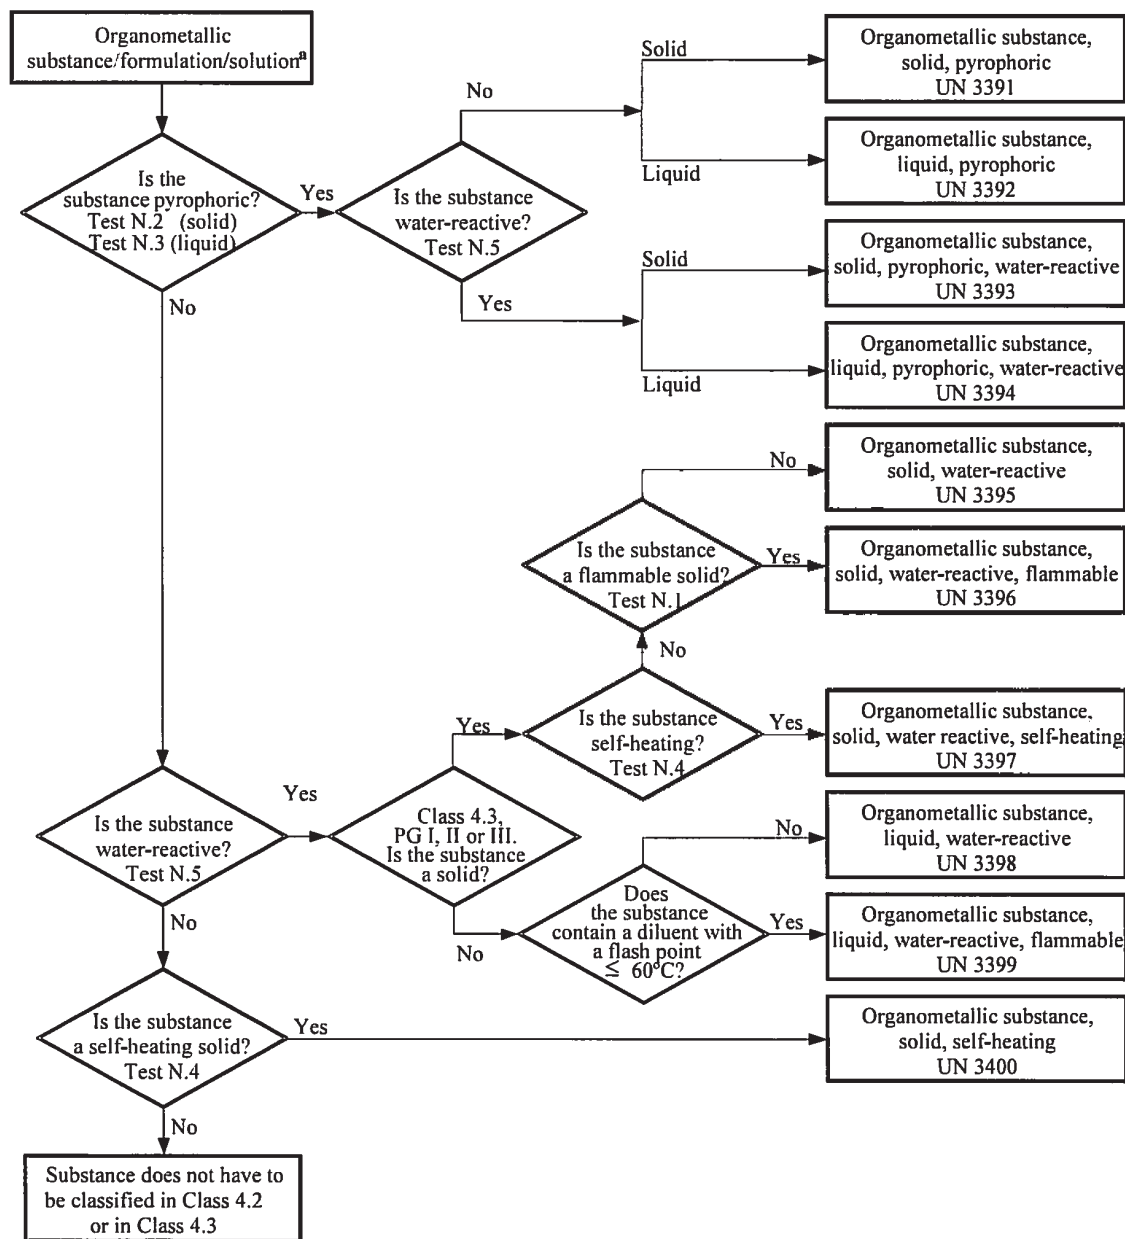 Organometallic
substance/formulation/solutionª
Is the
substance pyrophoric?
Test N.2 (solid)
Test N.3 (liquid)
Yes
No
Is the substance
water-reactive?
Test N.5
No
Yes
Solid
Liquid
Organometallic substance,
solid, pyrophoric
UN 3391
Organometallic substance,
liquid, pyrophoric
UN 3392
Solid
Liquid
Organometallic substance,
solid, pyrophoric, water-reactive
UN 3393
Organometallic substance,
liquid, pyrophoric, water-reactive
UN 3394
No
Organometallic substance,
solid, water-reactive
UN 3395
Is the substance
a flammable solid?
Test N.1
Yes
Organometallic substance,
solid, water-reactive, flammable
UN 3396
No
Is the substance
self-heating?
Test N.4
Yes
Organometallic substance,
solid, water reactive, self-heating
UN 3397
Yes
Is the substance
water-reactive?
Test N.5
Yes
Class 4.3,
PG I, II or III.
Is the substance
a solid?
No
No
Does
the substance
contain a diluent with
a flash point
≤ 60°C?
No
Organometallic substance,
liquid, water-reactive
UN 3398
Yes
Organometallic substance,
liquid, water-reactive, flammable
UN 3399
Is the substance
a self-heating solid?
Test N.4
Yes
Organometallic substance,
solid, self-heating
UN 3400
No
Substance does not have to
be classified in Class 4.2
or in Class 4.3